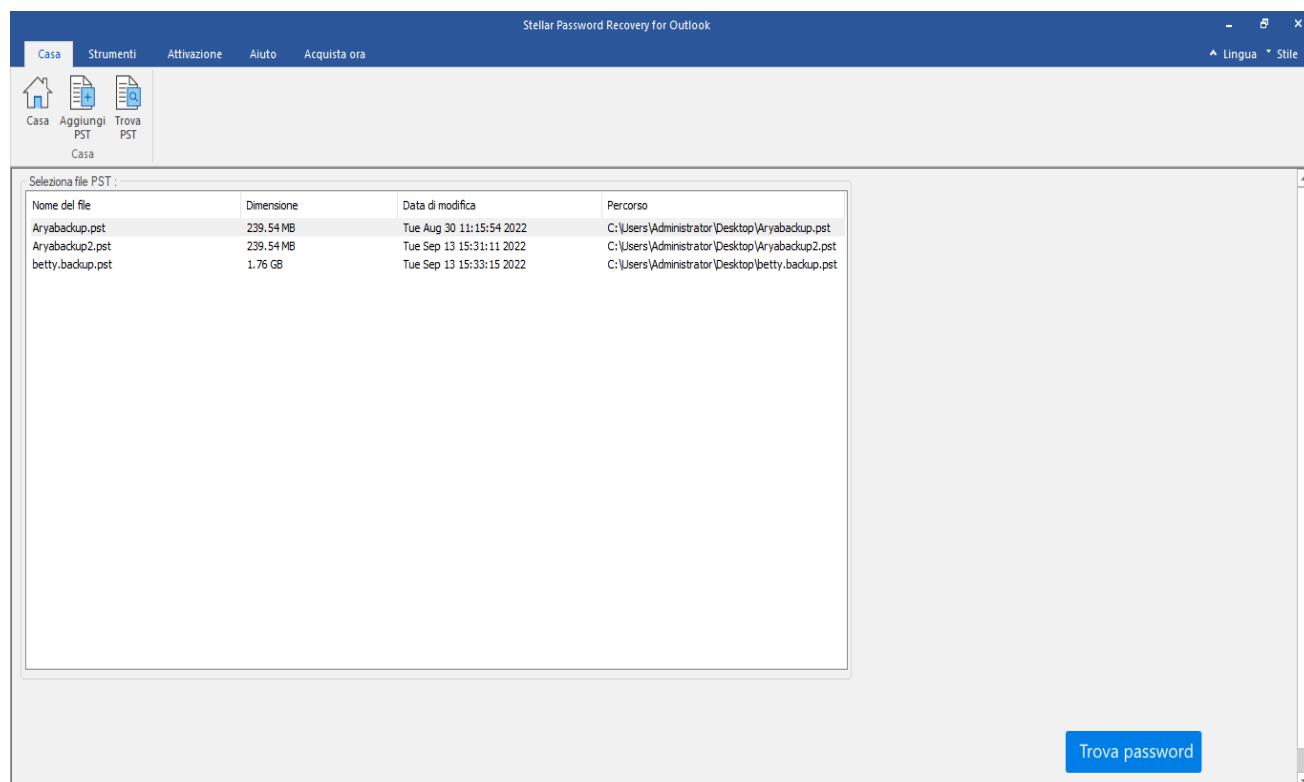 Stellar Password Recovery for Outlook
Casa Strumenti Attivazione Aiuto Acquista ora Lingua Stile
Casa Aggiungi PST Trova PST
Casa
Seleziona file PST :
Nome del file Dimensione Data di modifica Percorso
Aryabackup.pst 239.54 MB Tue Aug 30 11:15:54 2022 C:\Users\Administrator\Desktop\Aryabackup.pst
Aryabackup2.pst 239.54 MB Tue Sep 13 15:31:11 2022 C:\Users\Administrator\Desktop\Aryabackup2.pst
betty.backup.pst 1.76 GB Tue Sep 13 15:33:15 2022 C:\Users\Administrator\Desktop\betty.backup.pst
Trova password